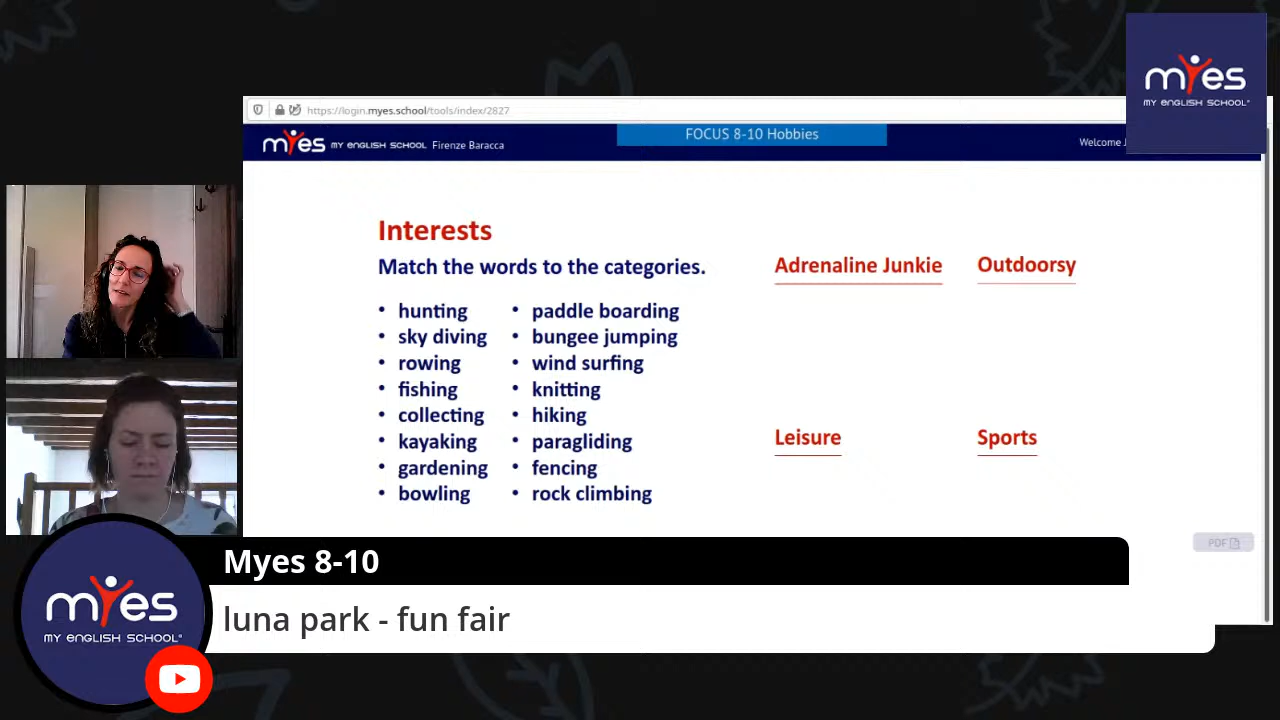 myes
MY ENGLISH SCHOOL
https://login.myes.school/tools/index/2827
myes MY ENGLISH SCHOOL Firenze Baracca
FOCUS 8-10 Hobbies
Welcome J
Interests
Match the words to the categories.
• hunting
• sky diving
• rowing
• fishing
• collecting
• kayaking
• gardening
• bowling
• paddle boarding
• bungee jumping
• wind surfing
• knitting
• hiking
• paragliding
• fencing
• rock climbing
Adrenaline Junkie
Outdoorsy
Leisure
Sports
PDF
Myes 8-10
luna park - fun fair
myes
MY ENGLISH SCHOOL